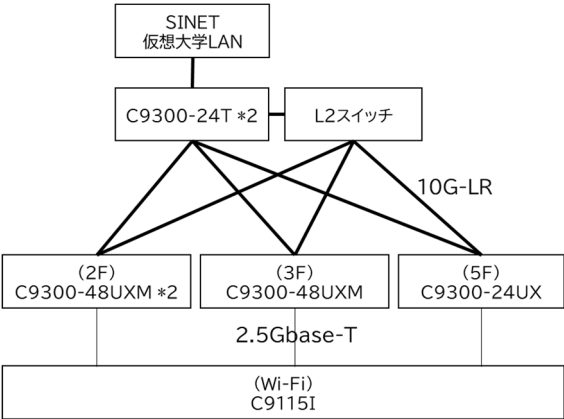 SINET
仮想大学LAN
C9300-24T *2
L2スイッチ
10G-LR
(2F)
C9300-48UXM *2
(3F)
C9300-48UXM
(5F)
C9300-24UX
2.5Gbase-T
(Wi-Fi)
C9115I